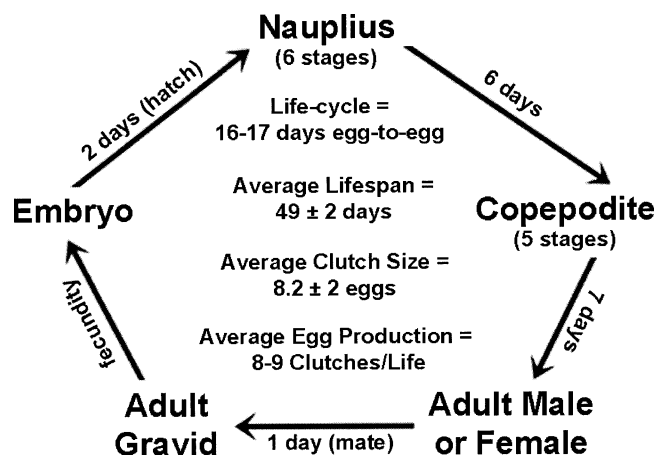 Nauplius
(6 stages)
2 days (hatch)
6 days
Life-cycle =
16-17 days egg-to-egg
Average Lifespan =
49 ± 2 days
Embryo
Copepodite
(5 stages)
Average Clutch Size =
8.2 ± 2 eggs
fecundity
7 days
Average Egg Production =
8-9 Clutches/Life
Adult
Gravid
1 day (mate)
Adult Male
or Female